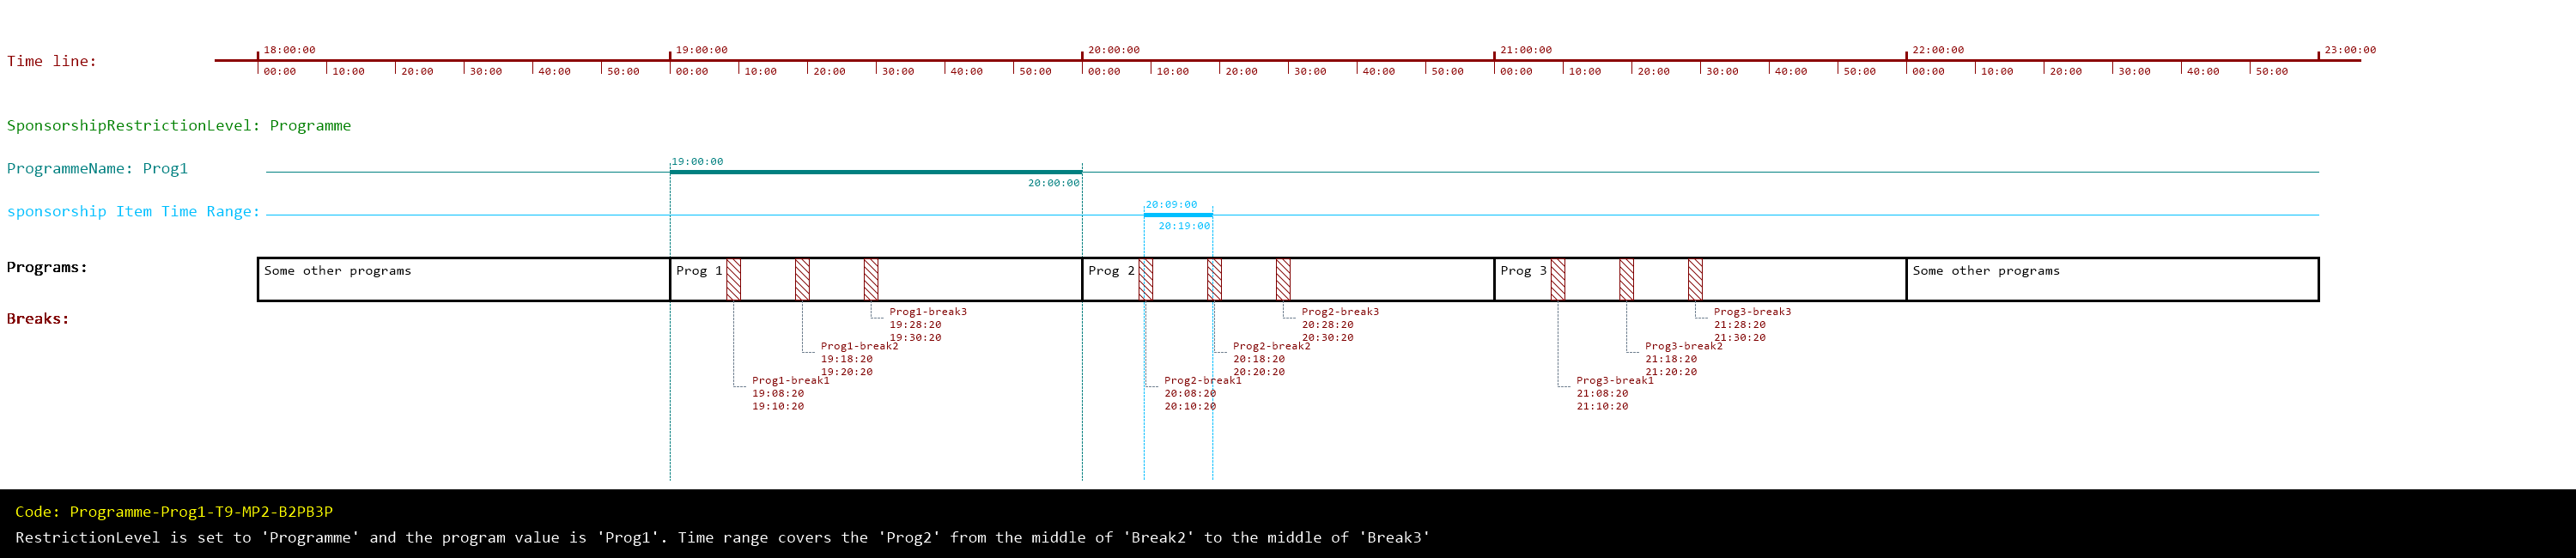 18:00:00 19:00:00 20:00:00 21:00:00 22:00:00 23:00:00
Time line:
00:00 10:00 20:00 30:00 40:00 50:00 00:00 10:00 20:00 30:00 40:00 50:00 00:00 10:00 20:00 30:00 40:00 50:00 00:00 10:00 20:00 30:00 40:00 50:00 00:00 10:00 20:00 30:00 40:00 50:00
SponsorshipRestrictionLevel: Programme
ProgrammeName: Prog1
19:00:00
20:00:00
sponsorship Item Time Range:
20:09:00
20:19:00
Programs:
Some other programs
Prog 1
Prog 2
Prog 3
Some other programs
Breaks:
Prog1-break3
19:28:20
19:30:20
Prog1-break2
19:18:20
19:20:20
Prog1-break1
19:08:20
19:10:20
Prog2-break3
20:28:20
20:30:20
Prog2-break2
20:18:20
20:20:20
Prog2-break1
20:08:20
20:10:20
Prog3-break3
21:28:20
21:30:20
Prog3-break2
21:18:20
21:20:20
Prog3-break1
21:08:20
21:10:20
Code: Programme-Prog1-T9-MP2-B2PB3P
RestrictionLevel is set to 'Programme' and the program value is 'Prog1'. Time range covers the 'Prog2' from the middle of 'Break2' to the middle of 'Break3'